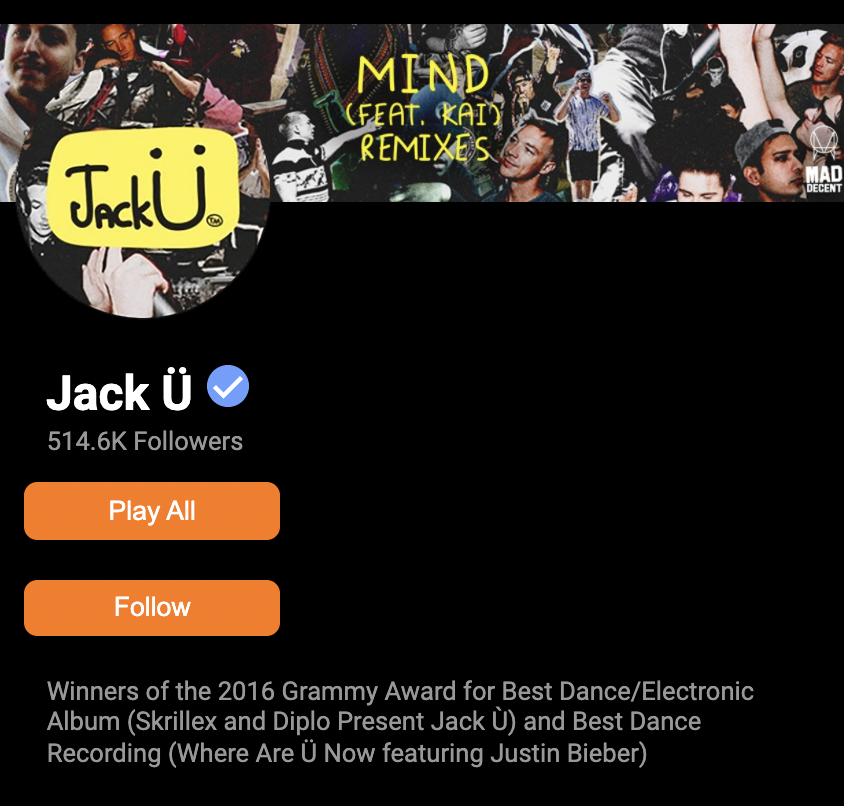 MIND
(FEAT. KAI)
REMIXES
JACKÜ TM
MAD
DECENT
Jack Ü
514.6K Followers
Play All
Follow
Winners of the 2016 Grammy Award for Best Dance/Electronic
Album (Skrillex and Diplo Present Jack Ù) and Best Dance
Recording (Where Are Ü Now featuring Justin Bieber)